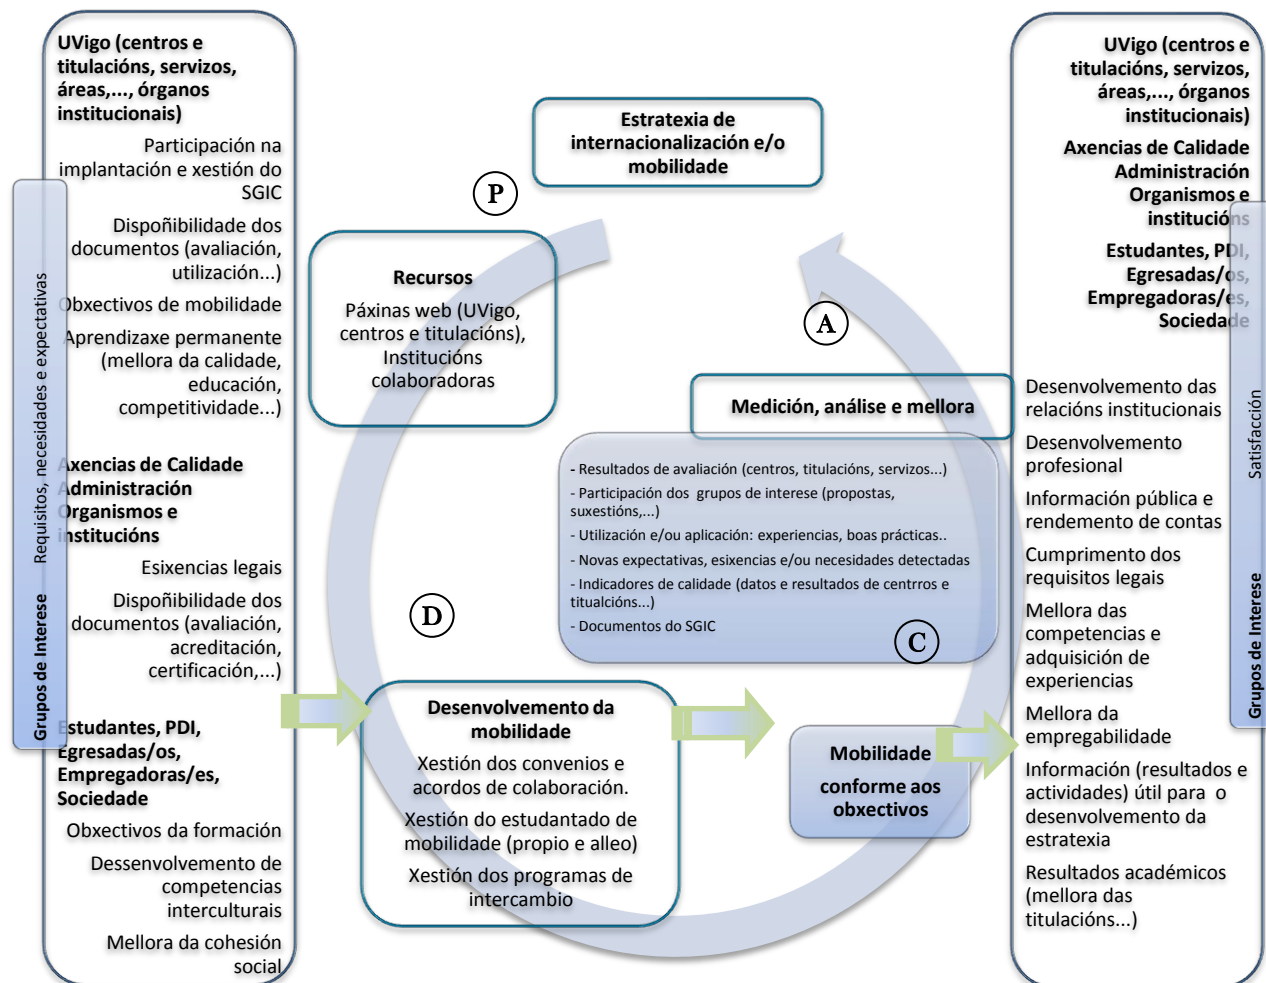 UVigo (centros e
titulacións, servizos,
áreas,..., órganos
institucionais)
Participación na
implantación e xestión do
SGIC
Dispoñibilidade dos
documentos (avaliación,
utilización...)
Obxectivos de mobilidade
Aprendizaxe permanente
(mellora da calidade,
educación,
competitividade...)
Axencias de Calidade
Administración
Organismos e
institucións
Esixencias legais
Dispoñibilidade dos
documentos (avaliación,
acreditación,
certificación,...)
Estudantes, PDI,
Egresadas/os,
Empregadoras/es,
Sociedade
Obxectivos da formación
Dessenvolvemento de
competencias
interculturais
Mellora da cohesión
social
Grupos de Interese Requisitos, necesidades e expectativas
Estratexia de
internacionalización e/o
mobilidade
P
Recursos
Páxinas web (UVigo,
centros e titulacións),
Institucións
colaboradoras
A
Medición, análise e mellora
- Resultados de avaliación (centros, titulacións, servizos...)
- Participación dos grupos de interese (propostas,
suxestións,...)
- Utilización e/ou aplicación: experiencias, boas prácticas..
- Novas expectativas, esixencias e/ou necesidades detectadas
- Indicadores de calidade (datos e resultados de centrros e
titualcións...)
- Documentos do SGIC
C
D
Desenvolvemento da
mobilidade
Xestión dos convenios e
acordos de colaboración.
Xestión do estudantado de
mobilidade (propio e alleo)
Xestión dos programas de
intercambio
Mobilidade
conforme aos
obxectivos
UVigo (centros e
titulacións, servizos,
áreas,..., órganos
institucionais)
Axencias de Calidade
Administración
Organismos e
institucións
Estudantes, PDI,
Egresadas/os,
Empregadoras/es,
Sociedade
Desenvolvemento das
relacións institucionais
Desenvolvemento
profesional
Información pública e
rendemento de contas
Cumprimento dos
requisitos legais
Mellora das
competencias e
adquisición de
experiencias
Mellora da
empregabilidade
Información (resultados e
actividades) útil para o
desenvolvemento da
estratexia
Resultados académicos
(mellora das
titulacións...)
Grupos de Interese Satisfacción